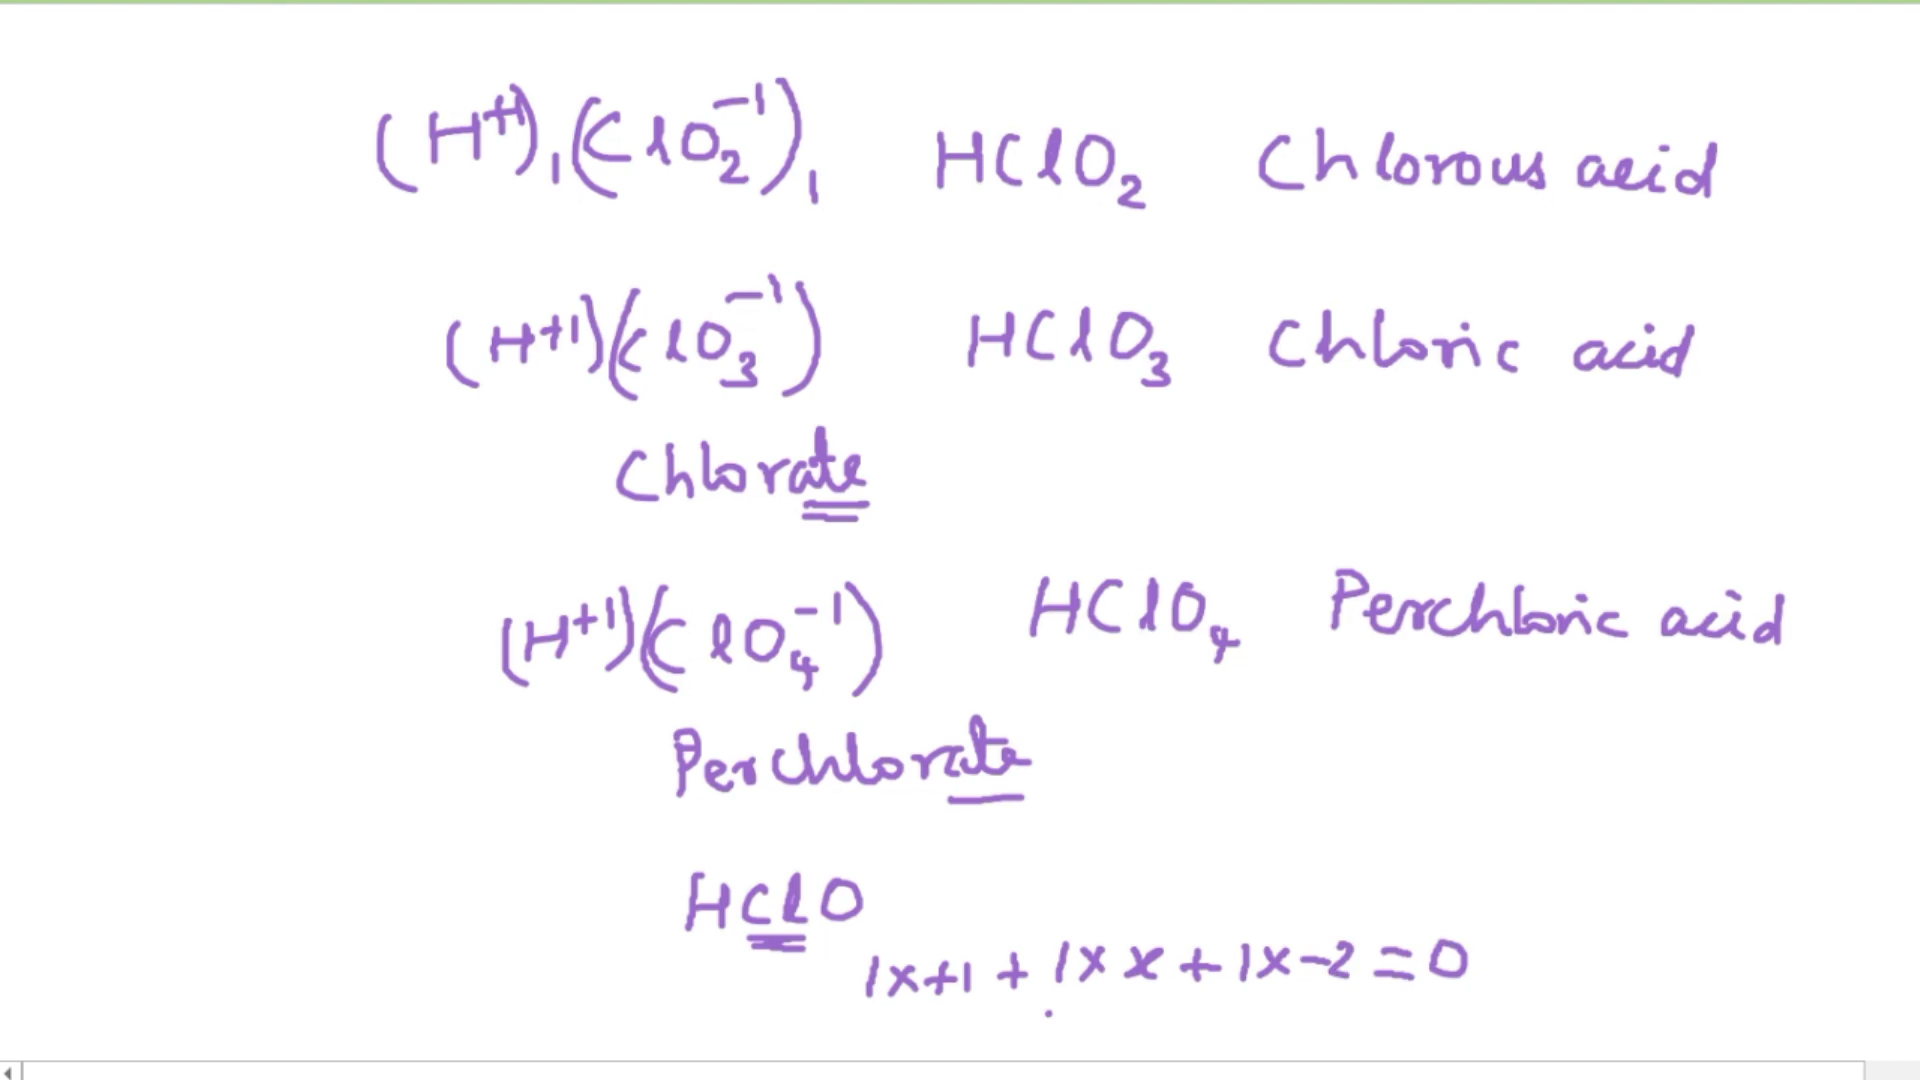 (H⁺¹)₁(ClO₂⁻¹)₁ HClO₂ Chlorous acid
(H⁺¹)(ClO₃⁻¹) HClO₃ Chloric acid
Chlorate
(H⁺¹)(ClO₄⁻¹) HClO₄ Perchloric acid
Perchlorate
HClO
1x+1 + 1x x + 1x-2 = 0